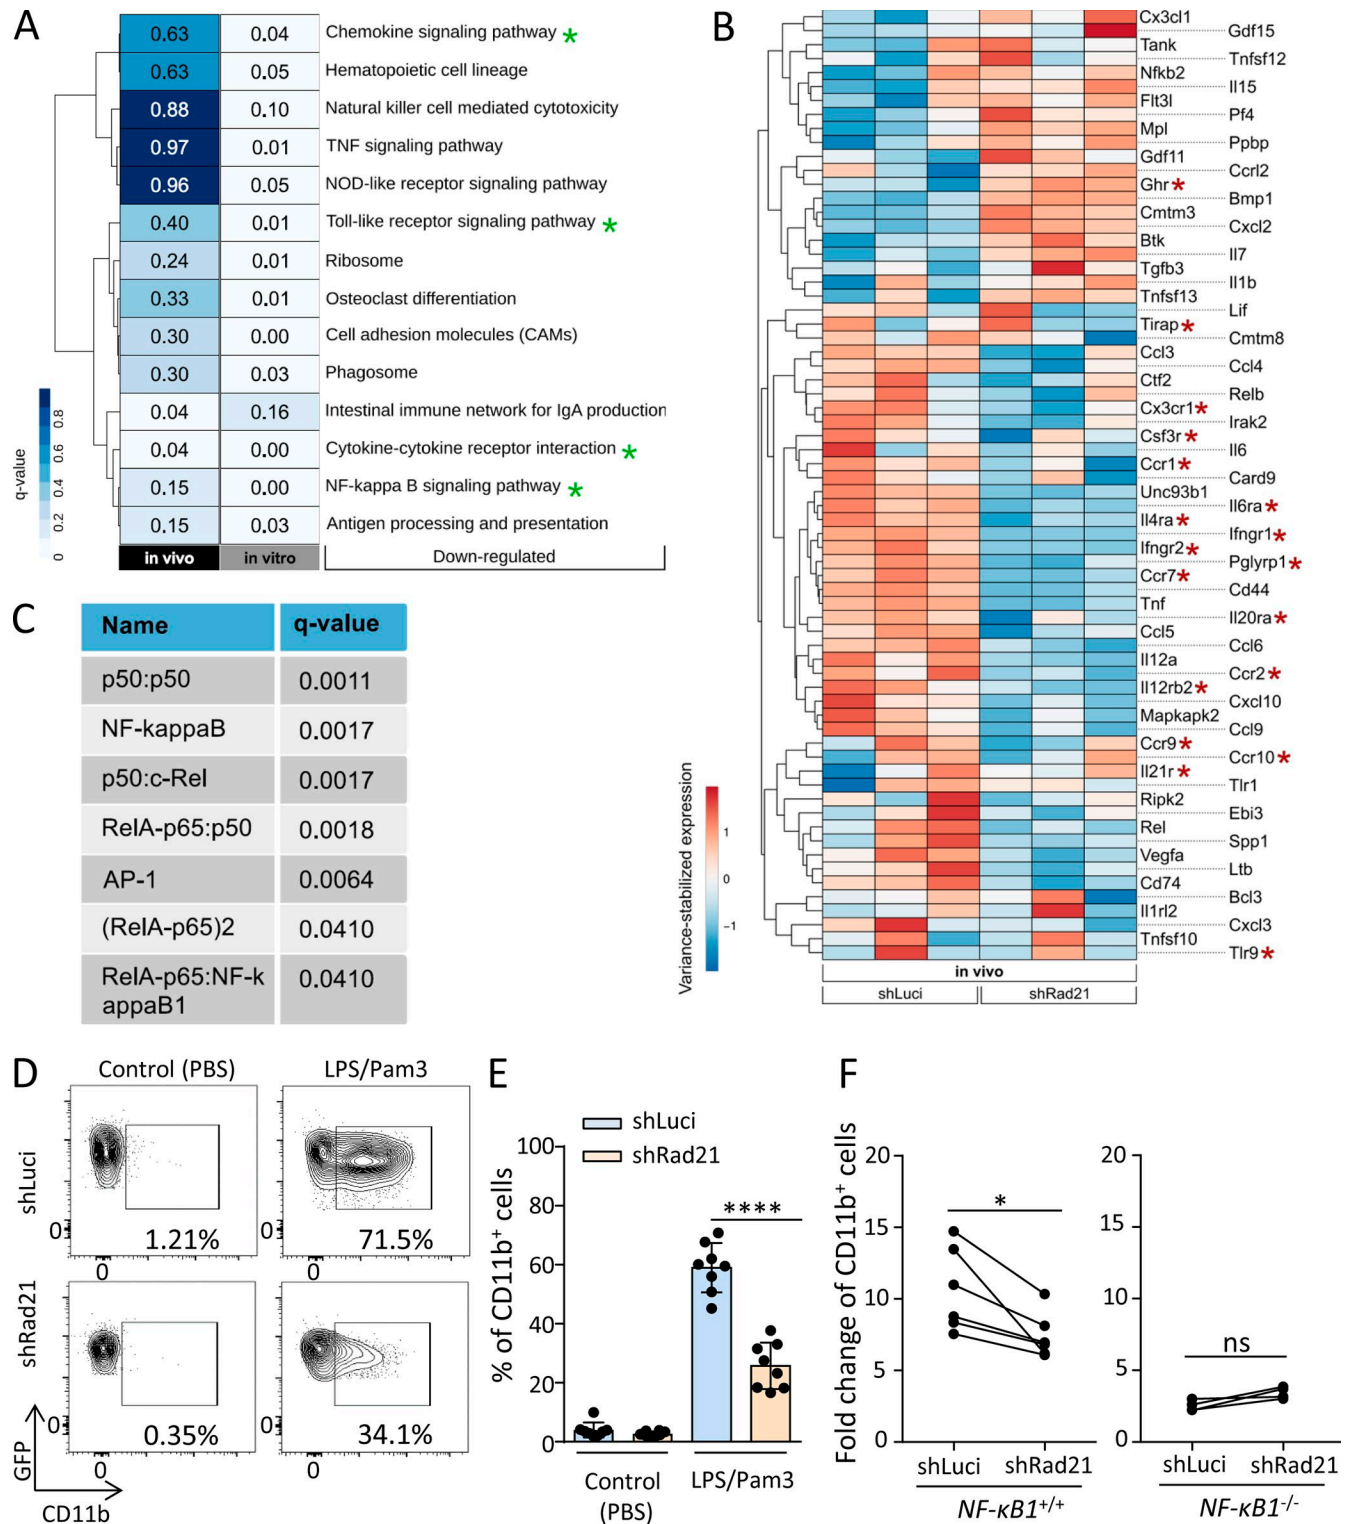 A
0.63 0.04 Chemokine signaling pathway *
0.63 0.05 Hematopoietic cell lineage
0.88 0.10 Natural killer cell mediated cytotoxicity
0.97 0.01 TNF signaling pathway
0.96 0.05 NOD-like receptor signaling pathway
0.40 0.01 Toll-like receptor signaling pathway *
0.24 0.01 Ribosome
0.33 0.01 Osteoclast differentiation
0.30 0.00 Cell adhesion molecules (CAMs)
0.30 0.03 Phagosome
0.04 0.16 Intestinal immune network for IgA production
0.04 0.00 Cytokine-cytokine receptor interaction *
0.15 0.00 NF-kappa B signaling pathway *
0.15 0.03 Antigen processing and presentation
in vivo in vitro Down-regulated
q-value
0.8
0.6
0.4
0.2
0
B
Cx3cl1
Gdf15
Tank
Tnfsf12
Nfkb2
Il15
Flt3l
Pf4
Mpl
Ppbp
Gdf11
Ccrl2
Ghr *
Bmp1
Cmtm3
Cxcl2
Btk
Il7
Tgfb3
Il1b
Tnfsf13
Lif
Tirap *
Cmtm8
Ccl3
Ccl4
Ctf2
Relb
Cx3cr1 *
Irak2
Csf3r *
Il6
Ccr1 *
Card9
Unc93b1
Il6ra *
Il4ra *
Ifngr1 *
Ifngr2 *
Pglyrp1 *
Ccr7 *
Cd44
Tnf
Il20ra *
Ccl5
Ccl6
Il12a
Ccr2 *
Il12rb2 *
Cxcl10
Mapkapk2
Ccl9
Ccr9 *
Ccr10 *
Il21r *
Tlr1
Ripk2
Ebi3
Rel
Spp1
Vegfa
Ltb
Cd74
Bcl3
Il1rl2
Cxcl3
Tnfsf10
Tlr9 *
in vivo
shLuci shRad21
Variance-stabilized expression
1
0
−1
C
Name q-value
p50:p50 0.0011
NF-kappaB 0.0017
p50:c-Rel 0.0017
RelA-p65:p50 0.0018
AP-1 0.0064
(RelA-p65)2 0.0410
RelA-p65:NF-k
appaB1 0.0410
D
Control (PBS) LPS/Pam3
shLuci
0 1.21% 0 71.5%
0 0
shRad21
0 0.35% 0 34.1%
0 0
GFP
CD11b
E
shLuci
shRad21
% of CD11b+ cells
100
80
60
40
20
0
****
Control
(PBS)
LPS/Pam3
F
Fold change of CD11b+ cells
20
15
10
5
0
*
shLuci shRad21
NF-κB1+/+
20
15
10
5
0
ns
shLuci shRad21
NF-κB1-/-